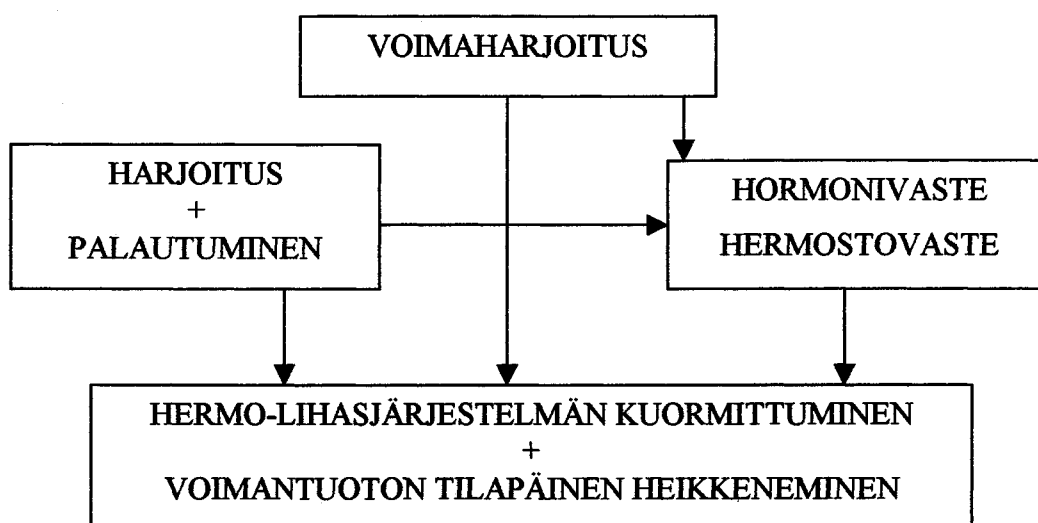 VOIMAHARJOITUS
HARJOITUS
+
PALAUTUMINEN
HORMONIVASTE
HERMOSTOVASTE
HERMO-LIHASJÄRJESTELMÄN KUORMITTUMINEN
+
VOIMANTUOTON TILAPÄINEN HEIKKENEMINEN